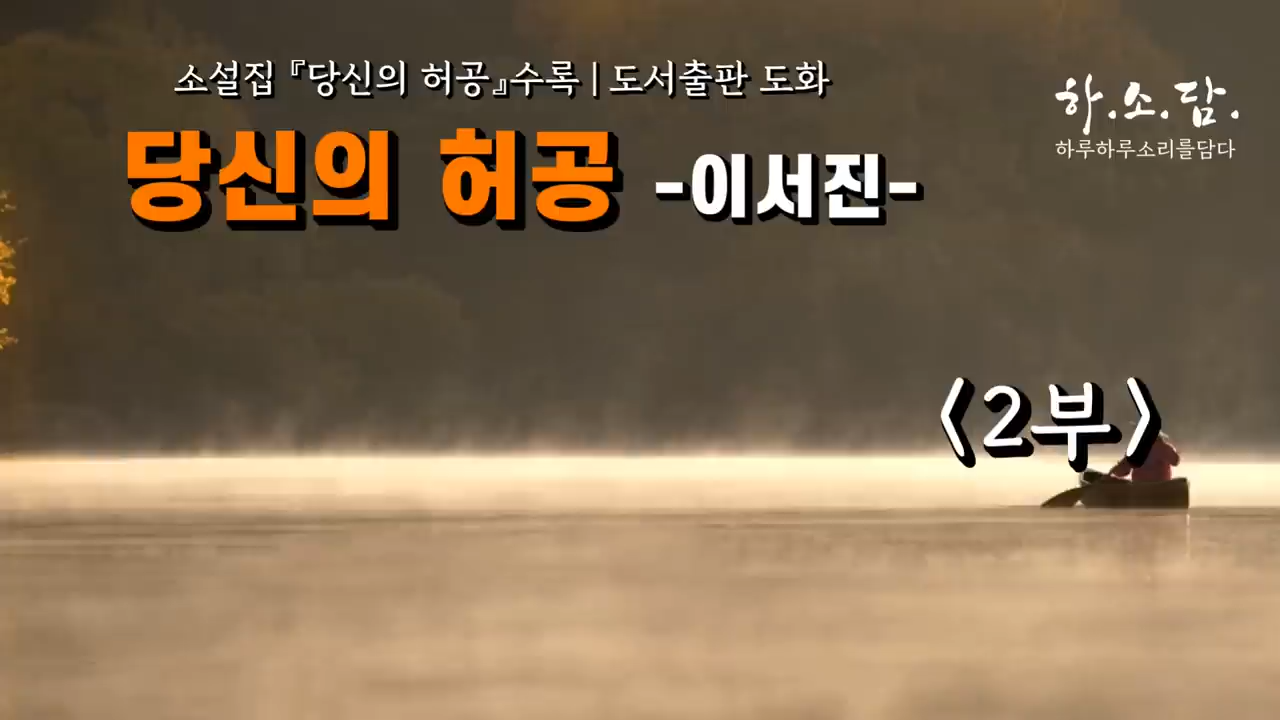 소설집 『당신의 허공』수록 | 도서출판 도화
당신의 허공 -이서진-
하.소.담.
하루하루소리를담다
〈2부〉